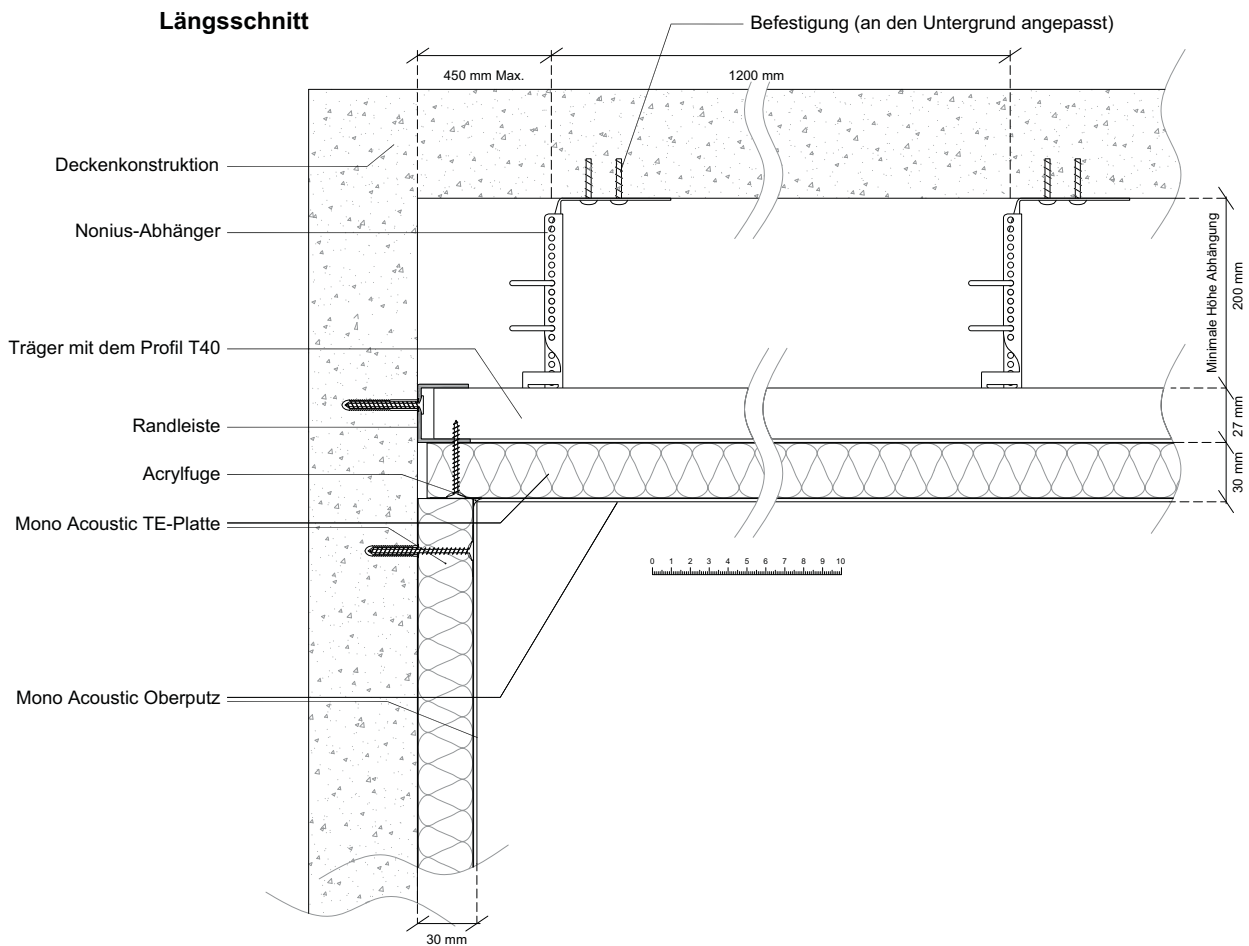 Längsschnitt
Befestigung (an den Untergrund angepasst)
450 mm Max.
1200 mm
Deckenkonstruktion
Nonius-Abhänger
Minimale Höhe Abhängung
200 mm
Träger mit dem Profil T40
27 mm
Randleiste
Acrylfuge
30 mm
Mono Acoustic TE-Platte
0 1 2 3 4 5 6 7 8 9 10
Mono Acoustic Oberputz
30 mm